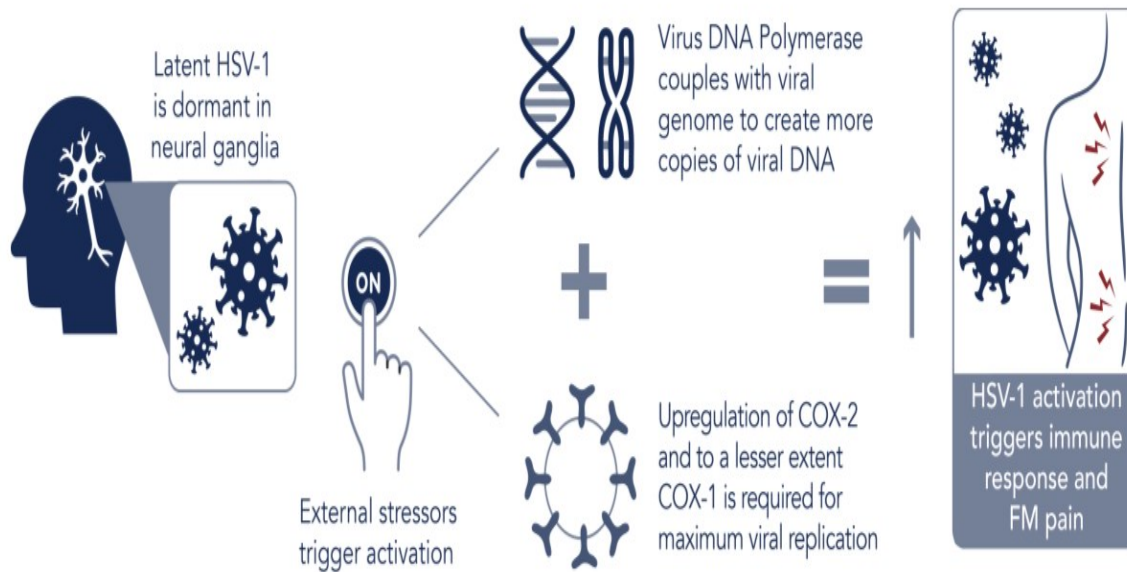 Latent HSV-1
is dormant in
neural ganglia
ON
External stressors
trigger activation
Virus DNA Polymerase
couples with viral
genome to create more
copies of viral DNA
+
Upregulation of COX-2
and to a lesser extent
COX-1 is required for
maximum viral replication
=
HSV-1 activation
triggers immune
response and
FM pain